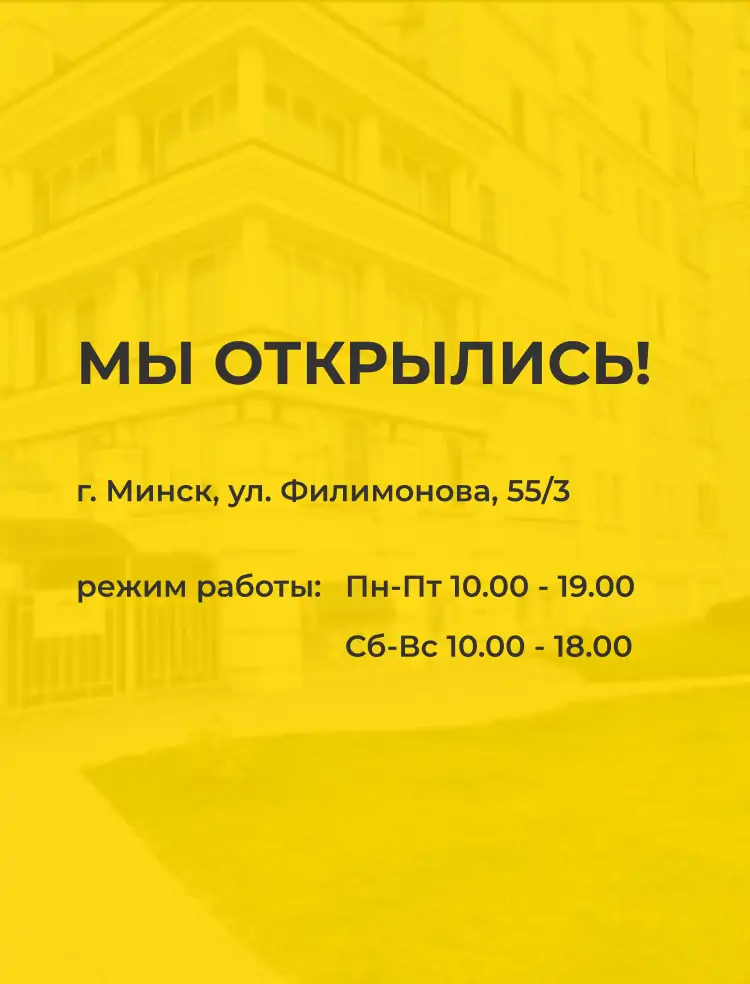 МЫ ОТКРЫЛИСЬ!
г. Минск, ул. Филимонова, 55/3
режим работы: Пн-Пт 10.00 - 19.00
Сб-Вс 10.00 - 18.00